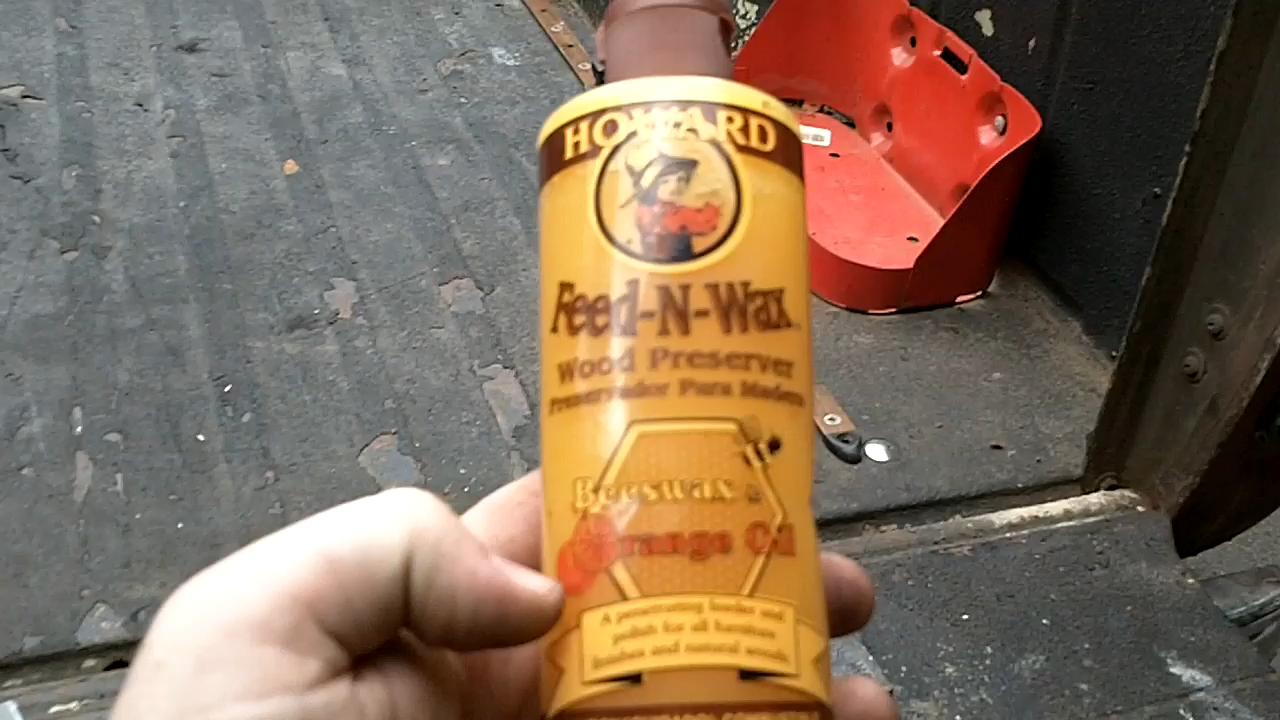 HOWARD
Feed-N-Wax
Wood Preserver
Preservador Para Madera
Beeswax &
Orange Oil
A penetrating feeder and
polish for all furniture
finishes and natural woods.